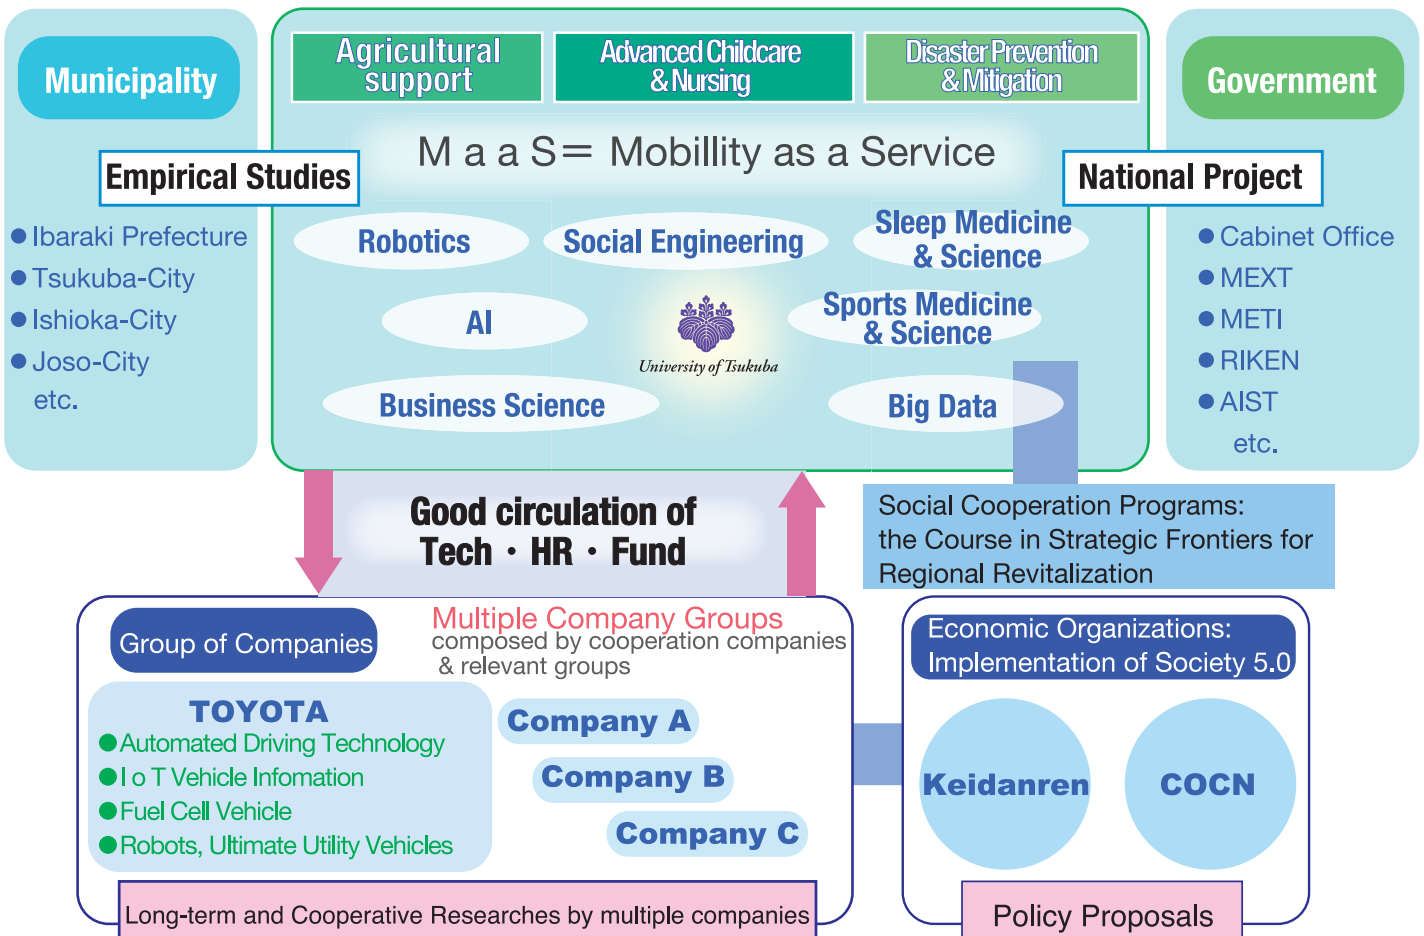 Municipality
Empirical Studies
● Ibaraki Prefecture
● Tsukuba-City
● Ishioka-City
● Joso-City
etc.
Agricultural
support
Advanced Childcare
& Nursing
Disaster Prevention
& Mitigation
M a a S = Mobillity as a Service
Robotics
Social Engineering
Sleep Medicine
& Science
AI
University of Tsukuba
Sports Medicine
& Science
Business Science
Big Data
Government
National Project
● Cabinet Office
● MEXT
● METI
● RIKEN
● AIST
etc.
Good circulation of
Tech・HR・Fund
Social Cooperation Programs:
the Course in Strategic Frontiers for
Regional Revitalization
Group of Companies
Multiple Company Groups
composed by cooperation companies
& relevant groups
TOYOTA
● Automated Driving Technology
● I o T Vehicle Infomation
● Fuel Cell Vehicle
● Robots, Ultimate Utility Vehicles
Company A
Company B
Company C
Long-term and Cooperative Researches by multiple companies
Economic Organizations:
Implementation of Society 5.0
Keidanren
COCN
Policy Proposals